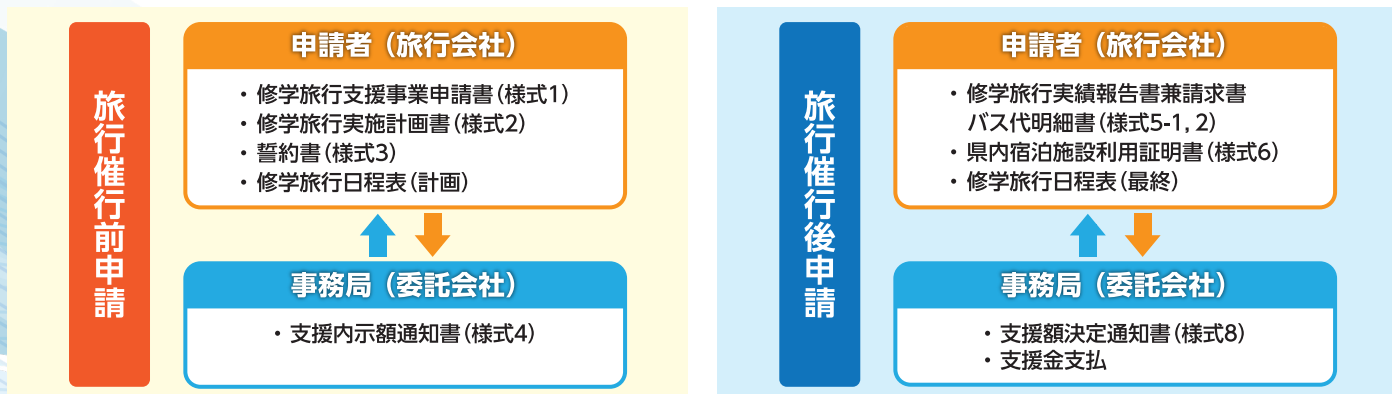 旅行催行前申請
申請者（旅行会社）
・修学旅行支援事業申請書（様式1）
・修学旅行実施計画書（様式2）
・誓約書（様式3）
・修学旅行日程表（計画）
事務局（委託会社）
・支援内示額通知書（様式4）
旅行催行後申請
申請者（旅行会社）
・修学旅行実績報告書兼請求書
バス代明細書（様式5-1, 2）
・県内宿泊施設利用証明書（様式6）
・修学旅行日程表（最終）
事務局（委託会社）
・支援額決定通知書（様式8）
・支援金支払